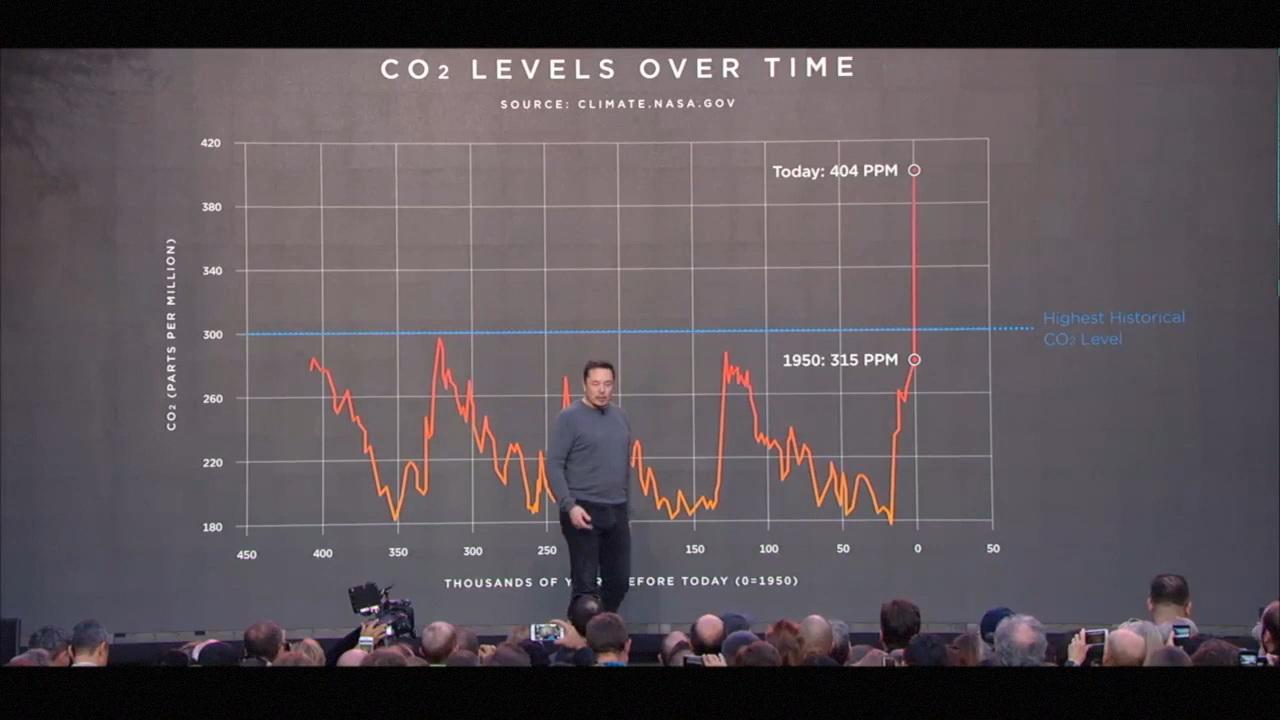 CO2 LEVELS OVER TIME
SOURCE: CLIMATE.NASA.GOV
420
Today: 404 PPM
380
340
Highest Historical
CO2 Level
300
1950: 315 PPM
260
220
180
CO2 (PARTS PER MILLION)
450 400 350 300 250 150 100 50 0 50
THOUSANDS OF (0=1950) TODAY